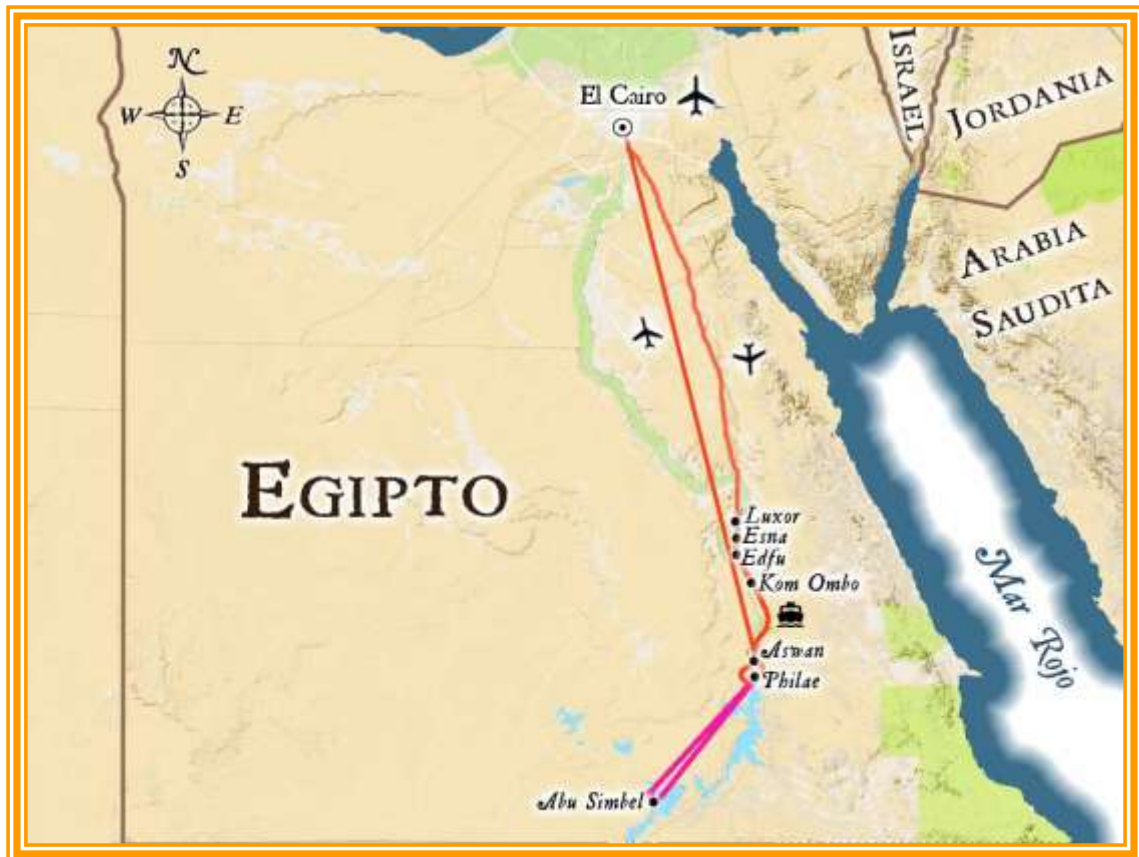 N
W E
S
El Cairo
ISRAEL
JORDANIA
ARABIA
SAUDITA
EGIPTO
Luxor
Esna
Edfu
Kom Ombo
Aswan
Philae
Abu Simbel
Mar Rojo